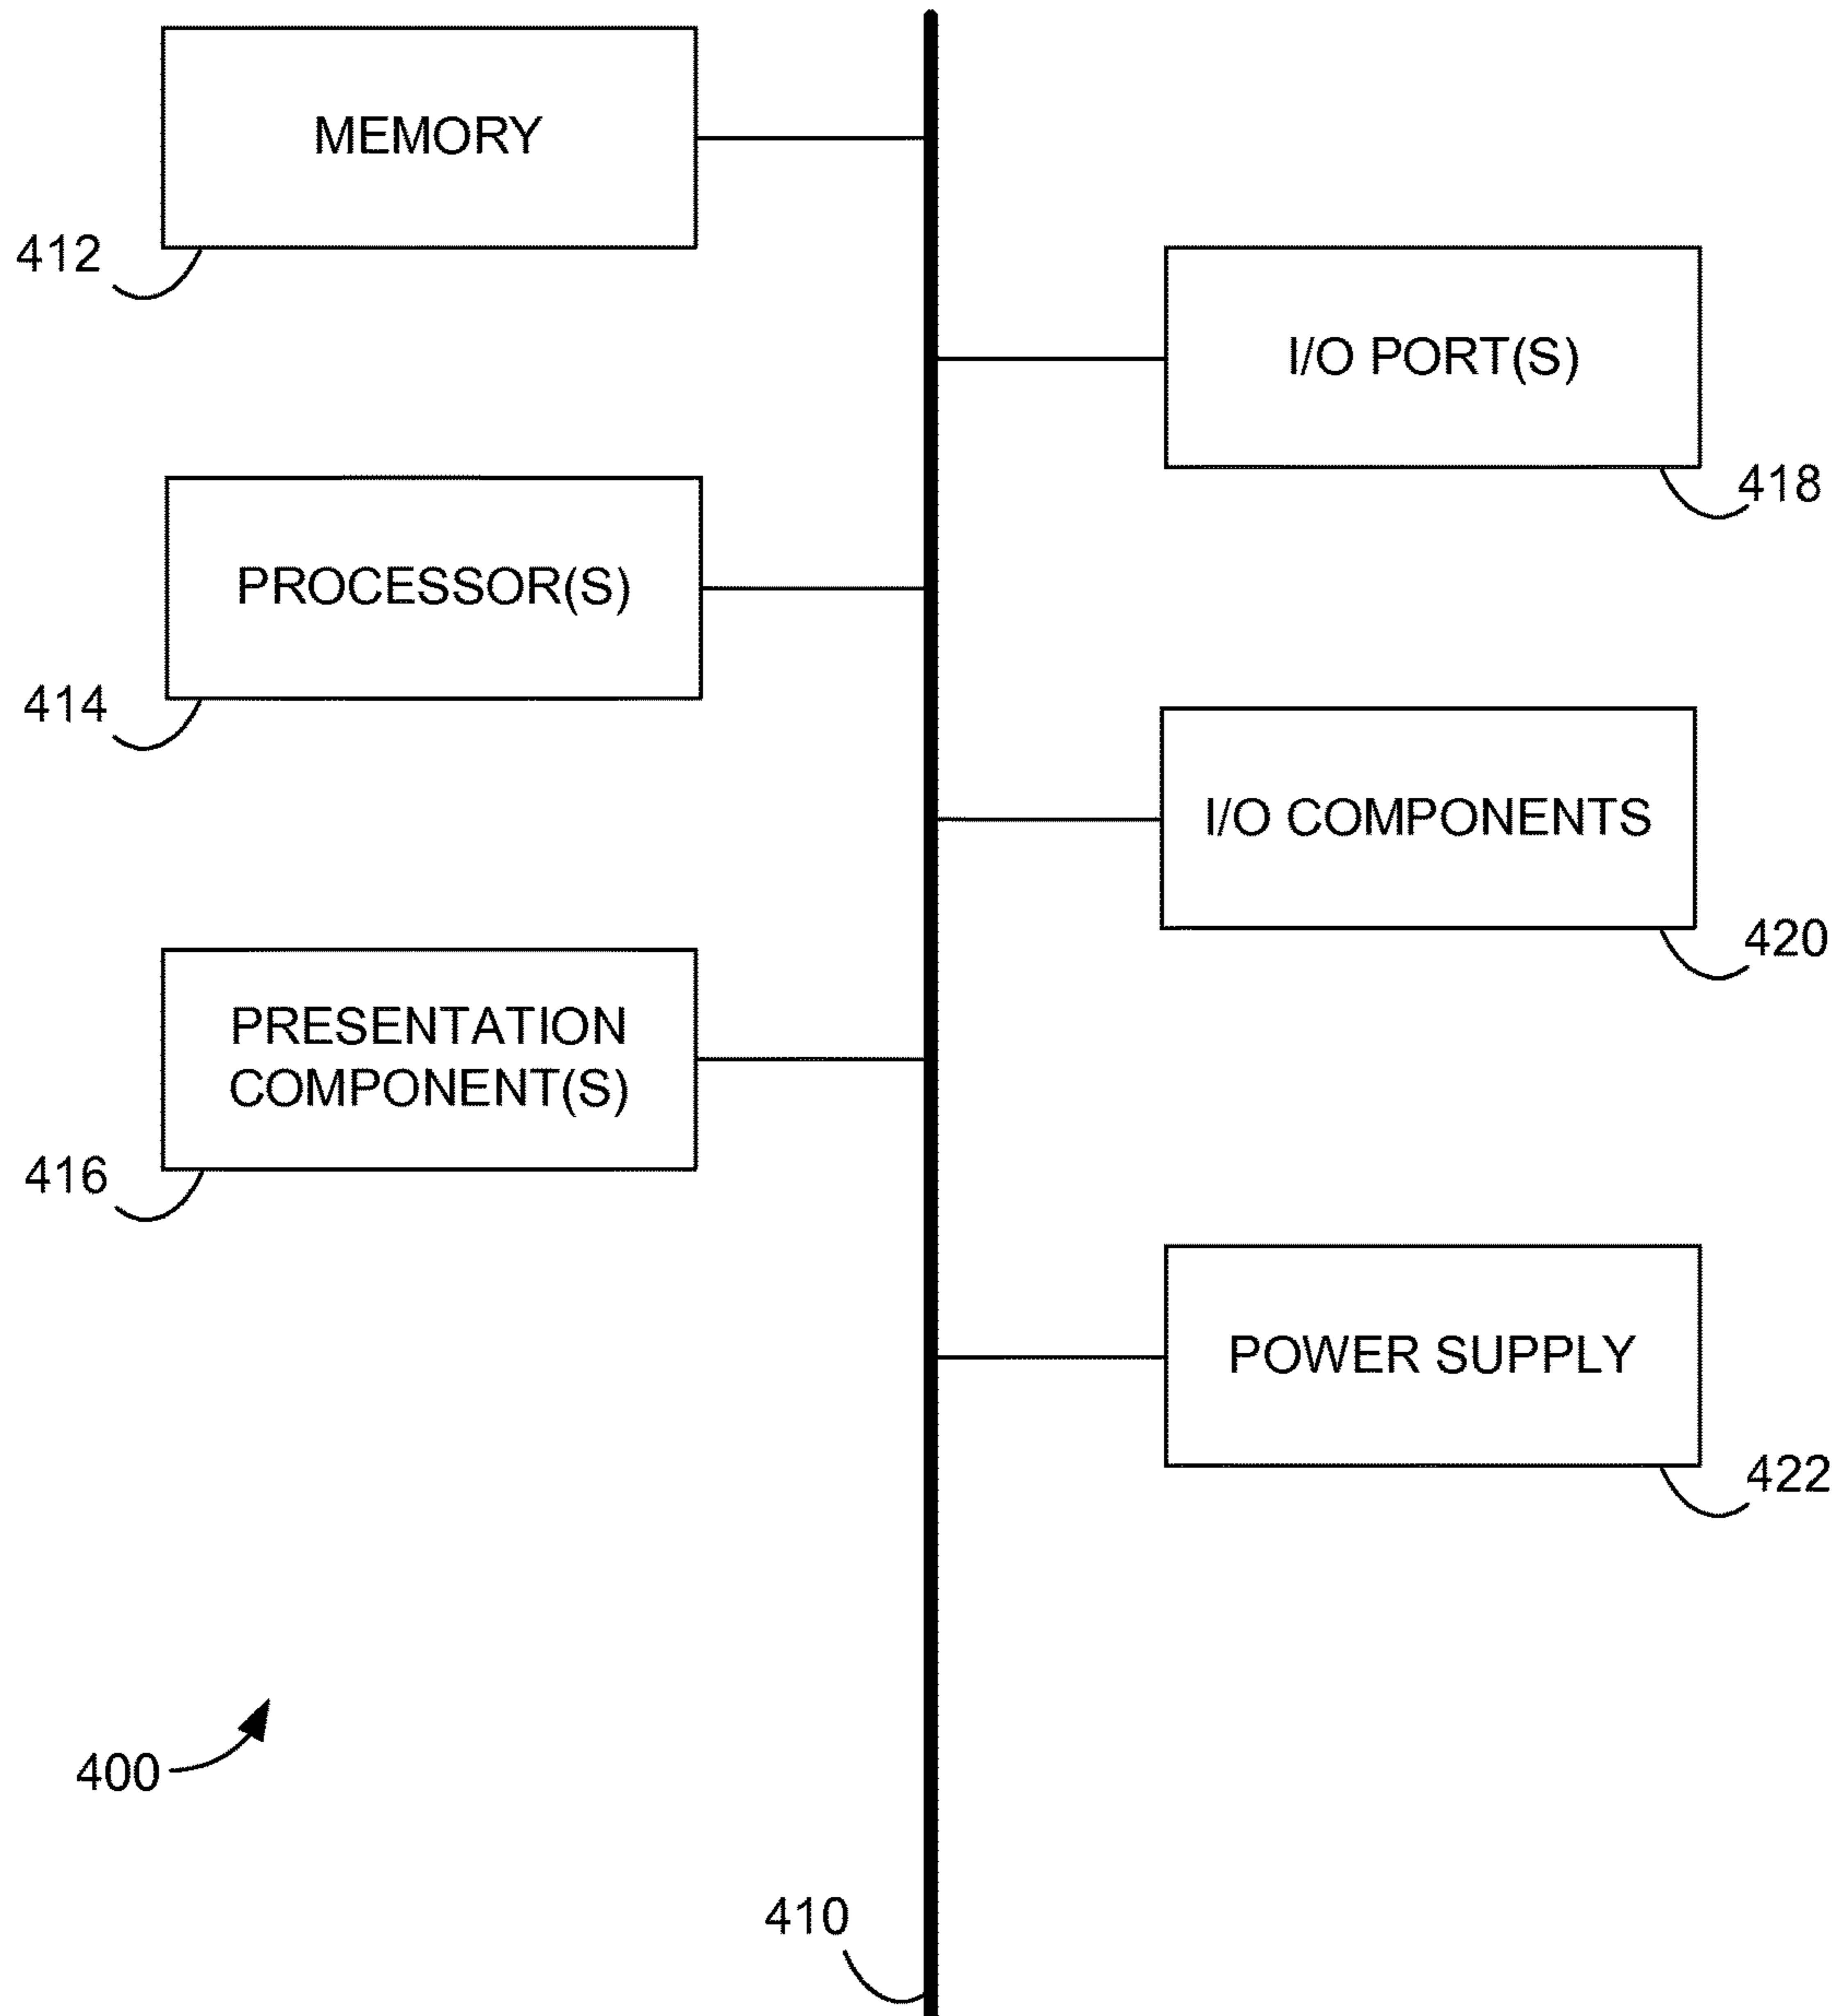 MEMORY
412
I/O PORT(S)
418
PROCESSOR(S)
414
I/O COMPONENTS
420
PRESENTATION
COMPONENT(S)
416
POWER SUPPLY
422
400
410